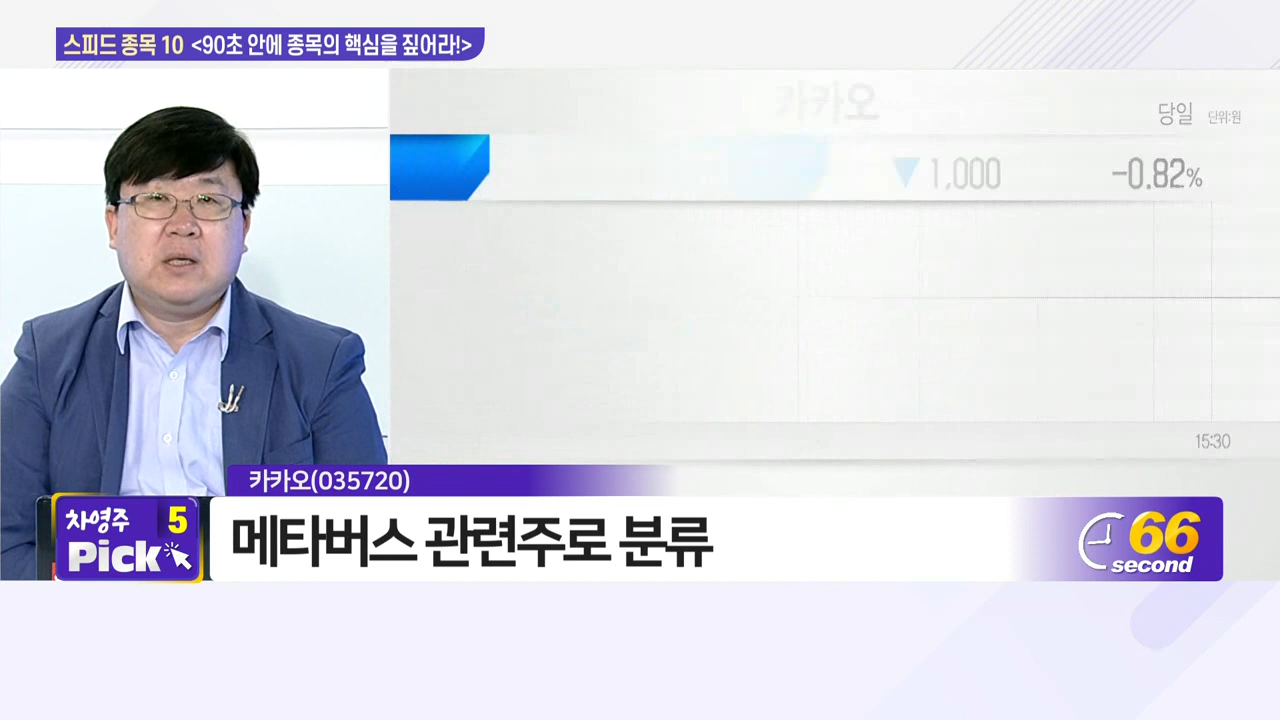 스피드 종목 10 <90초 안에 종목의 핵심을 짚어라!>
카카오
당일 단위:원
▼ 1,000 -0.82%
15:30
카카오(035720)
차영주 5
Pick
메타버스 관련주로 분류
66
second